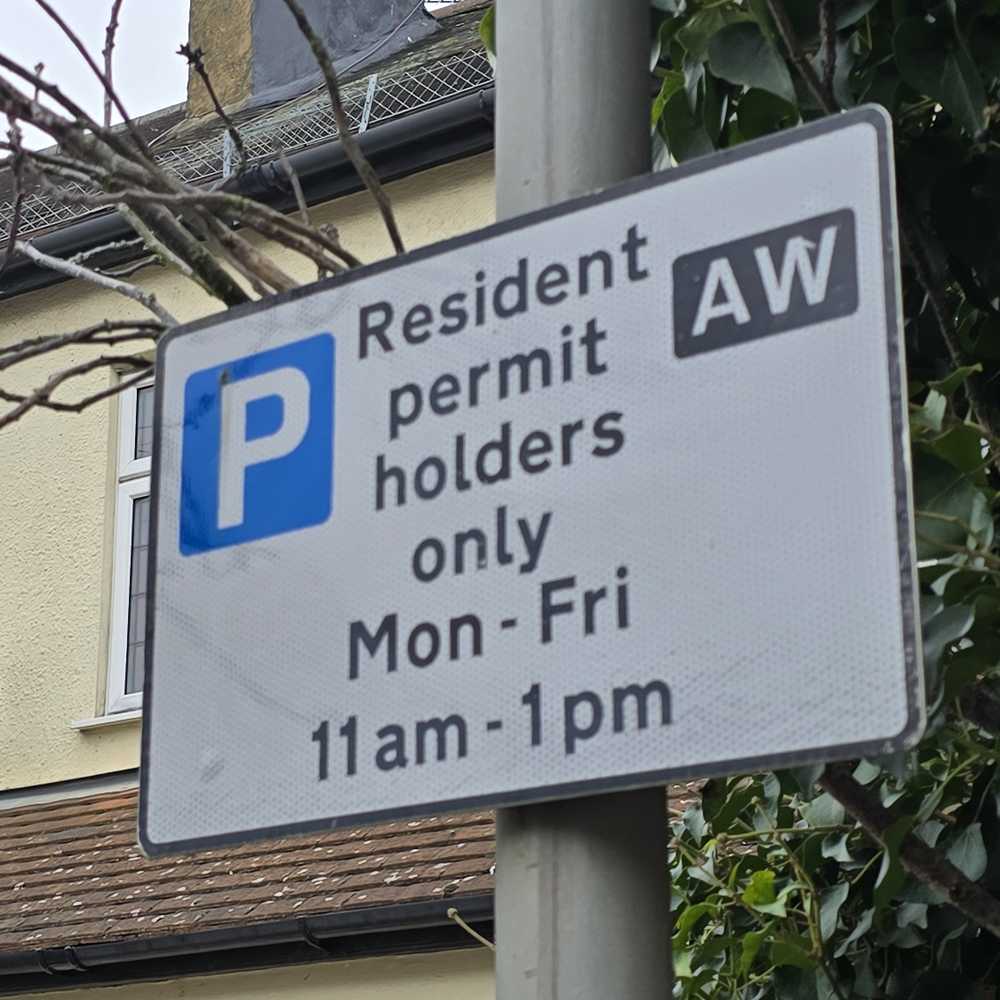 P
Resident
permit
holders
only
Mon - Fri
11am - 1pm
AW